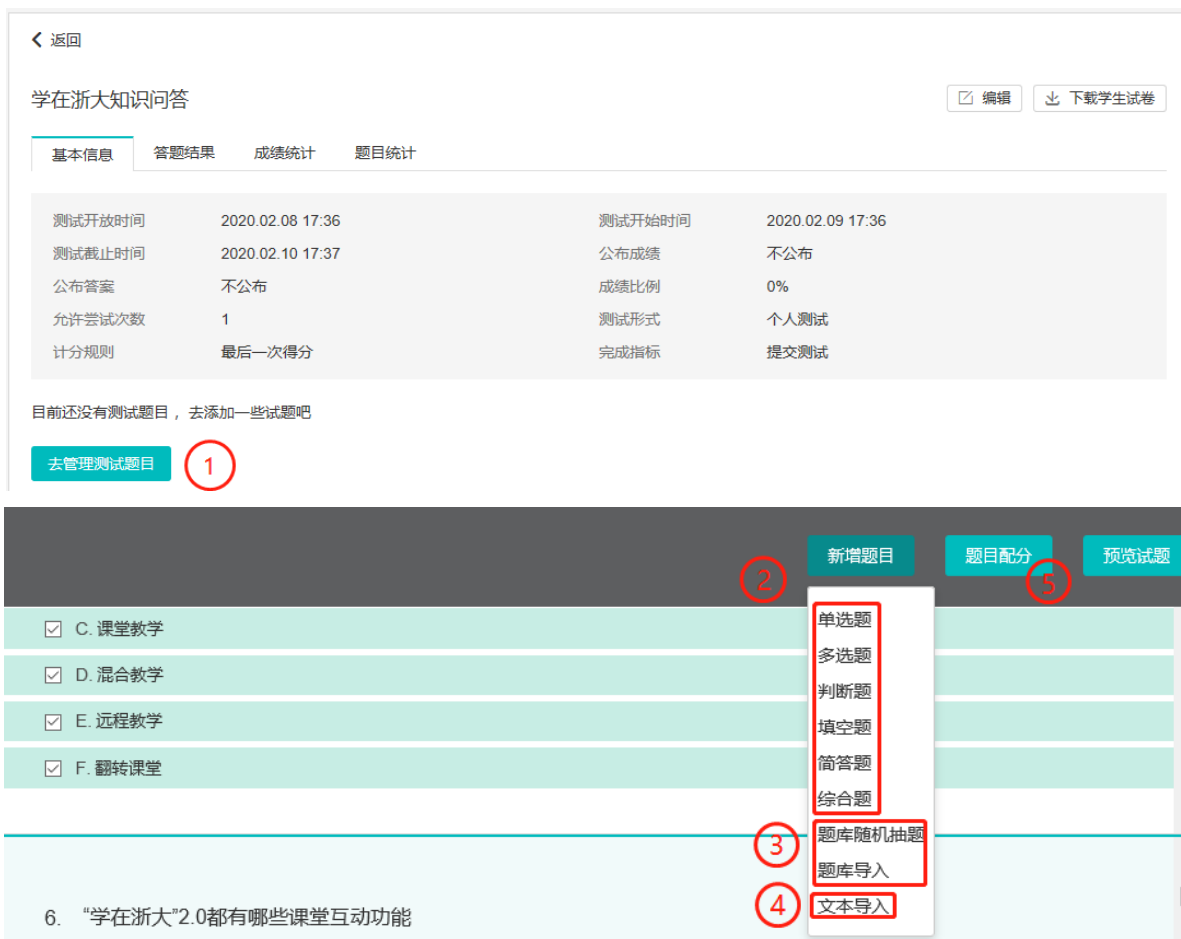 返回
学在浙大知识问答
编辑 下载学生试卷
基本信息 答题结果 成绩统计 题目统计
测试开放时间 2020.02.08 17:36 测试开始时间 2020.02.09 17:36
测试截止时间 2020.02.10 17:37 公布成绩 不公布
公布答案 不公布 成绩比例 0%
允许尝试次数 1 测试形式 个人测试
计分规则 最后一次得分 完成指标 提交测试
目前还没有测试题目，去添加一些试题吧
去管理测试题目 1
新增题目 题目配分 预览试题
2 5
单选题
C. 课堂教学
多选题
D. 混合教学
判断题
E. 远程教学
填空题
简答题
F. 翻转课堂
综合题
3 题库随机抽题
题库导入
4 文本导入
6. “学在浙大”2.0都有哪些课堂互动功能